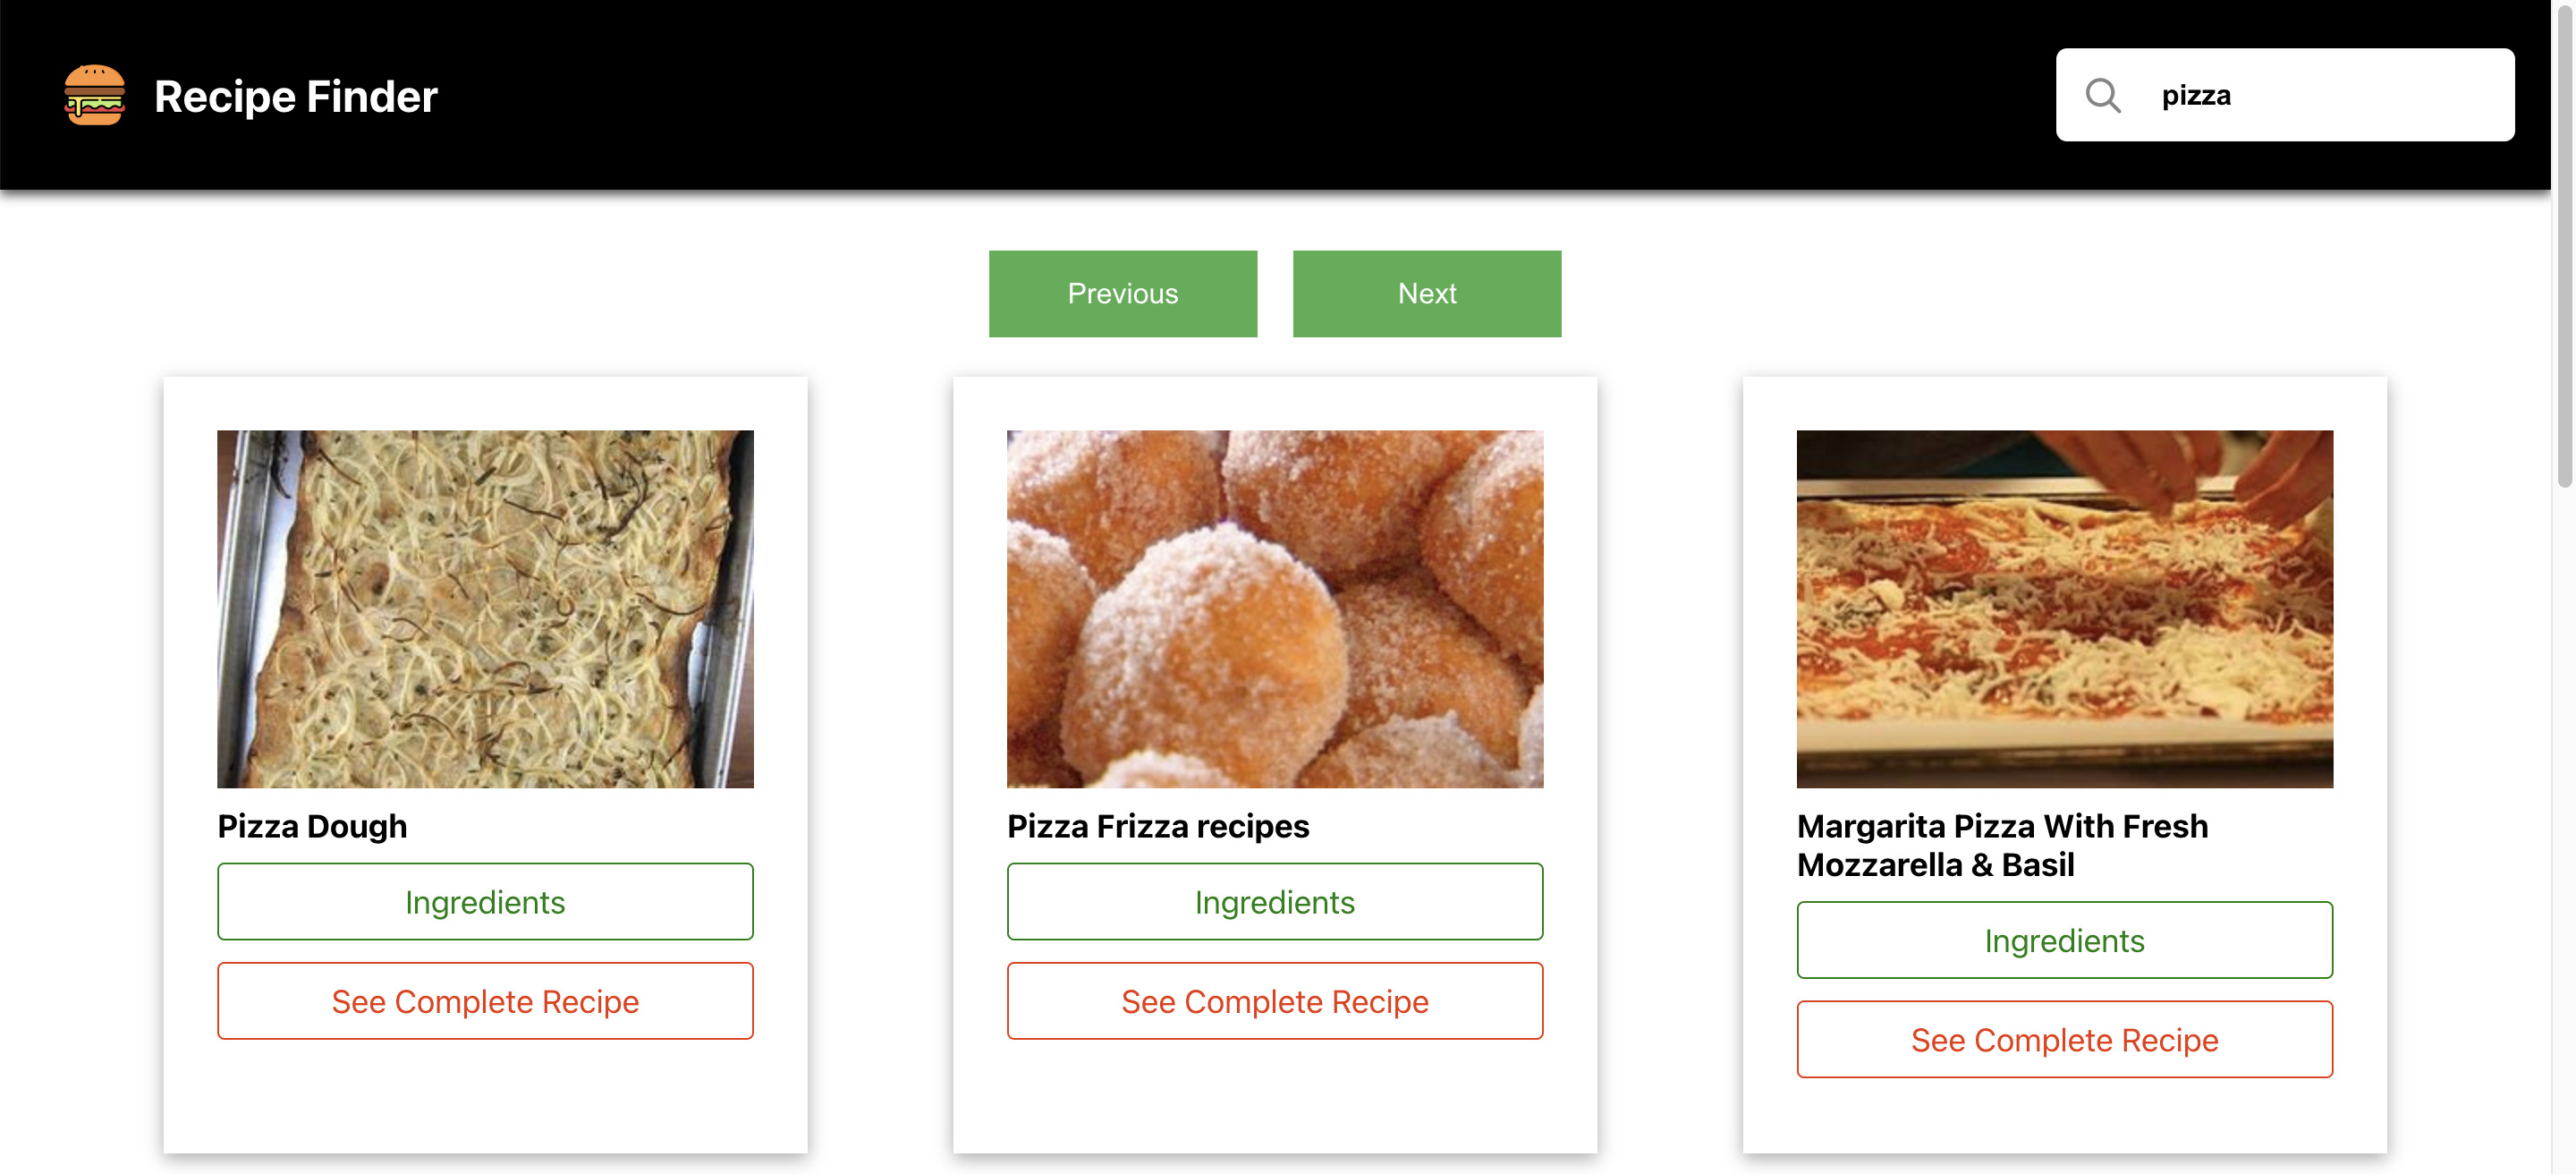 Recipe Finder
pizza
Previous
Next
Pizza Dough
Ingredients
See Complete Recipe
Pizza Frizza recipes
Ingredients
See Complete Recipe
Margarita Pizza With Fresh
Mozzarella & Basil
Ingredients
See Complete Recipe